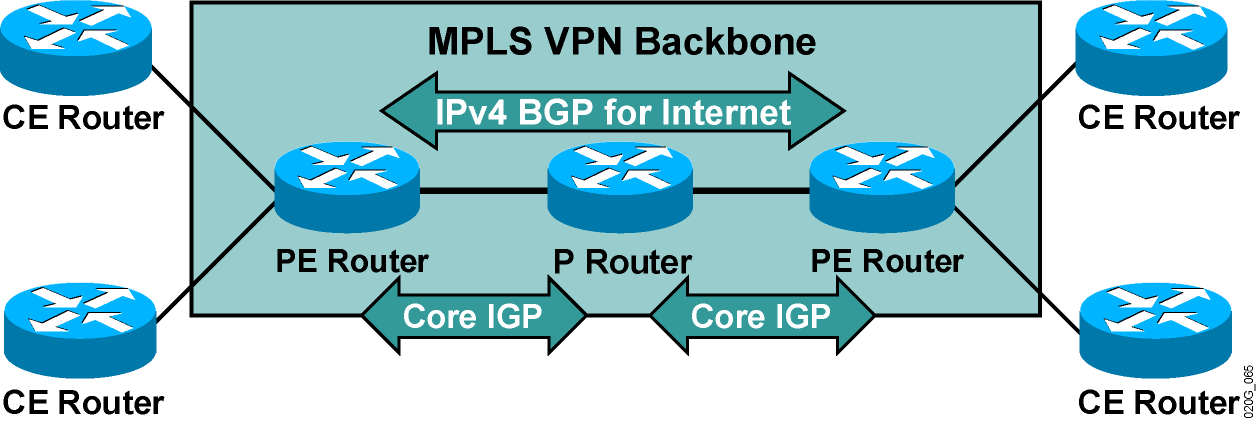 MPLS VPN Backbone
IPv4 BGP for Internet
CE Router
CE Router
PE Router
P Router
PE Router
Core IGP
Core IGP
CE Router
CE Router
020G_065